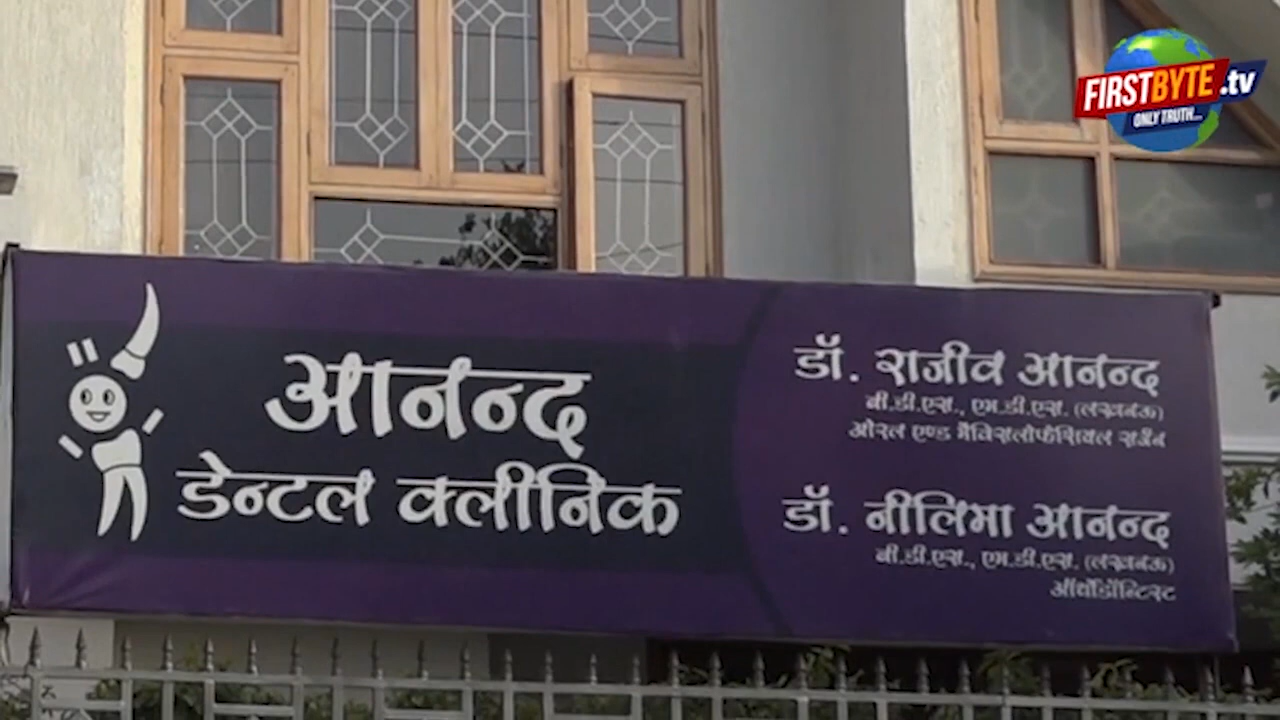 FIRSTBYTE.tv
ONLY TRUTH...
आनन्द
डेन्टल क्लीनिक
डॉ. राजीव आनन्द
बी.डी.एस., एम.डी.एस. (लखनऊ)
ओरल एण्ड मैक्सिलोफेसियल सर्जन
डॉ. नीलिमा आनन्द
बी.डी.एस., एम.डी.एस. (लखनऊ)
ऑर्थोडॉन्टिस्ट